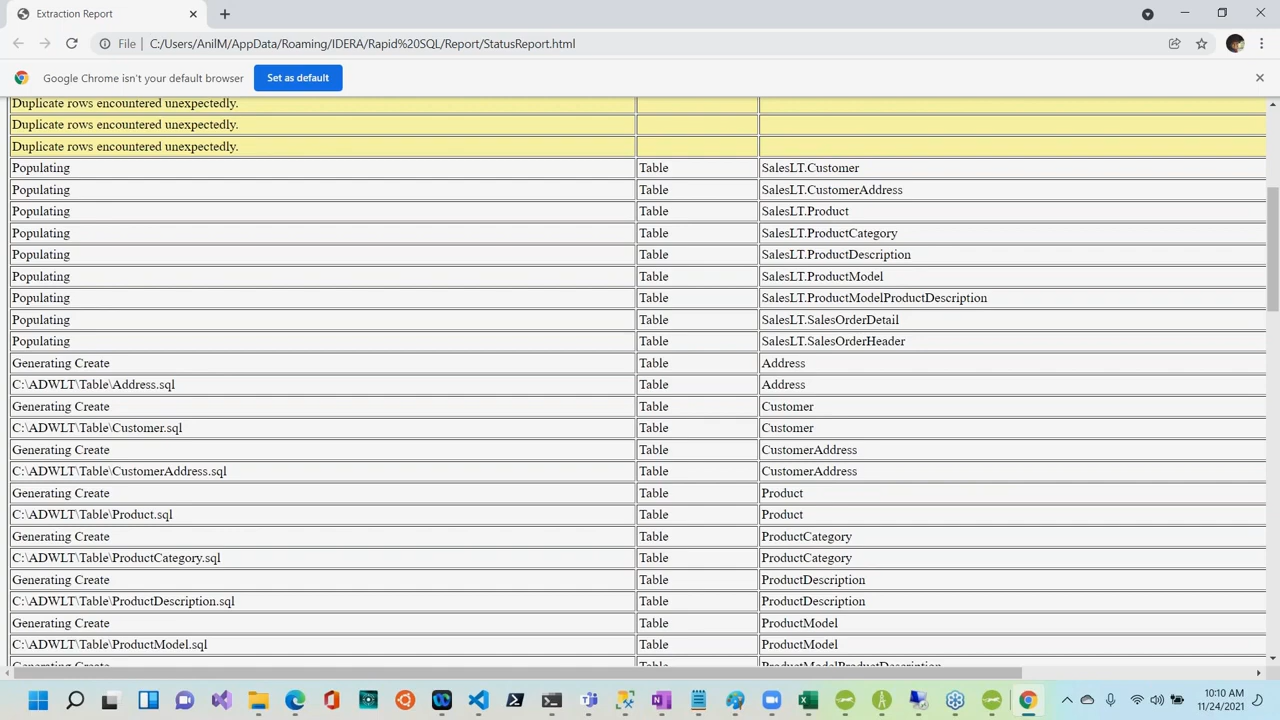 Extraction Report
File
C:/Users/AnilM/AppData/Roaming/IDERA/Rapid%20SQL/Report/StatusReport.html
Google Chrome isn't your default browser
Set as default
Duplicate rows encountered unexpectedly.
Duplicate rows encountered unexpectedly.
Duplicate rows encountered unexpectedly.
Populating Table SalesLT.Customer
Populating Table SalesLT.CustomerAddress
Populating Table SalesLT.Product
Populating Table SalesLT.ProductCategory
Populating Table SalesLT.ProductDescription
Populating Table SalesLT.ProductModel
Populating Table SalesLT.ProductModelProductDescription
Populating Table SalesLT.SalesOrderDetail
Populating Table SalesLT.SalesOrderHeader
Generating Create Table Address
C:\ADWLT\Table\Address.sql Table Address
Generating Create Table Customer
C:\ADWLT\Table\Customer.sql Table Customer
Generating Create Table CustomerAddress
C:\ADWLT\Table\CustomerAddress.sql Table CustomerAddress
Generating Create Table Product
C:\ADWLT\Table\Product.sql Table Product
Generating Create Table ProductCategory
C:\ADWLT\Table\ProductCategory.sql Table ProductCategory
Generating Create Table ProductDescription
C:\ADWLT\Table\ProductDescription.sql Table ProductDescription
Generating Create Table ProductModel
C:\ADWLT\Table\ProductModel.sql Table ProductModel
Generating Create Table ProductModelProductDescription
10:10 AM
11/24/2021